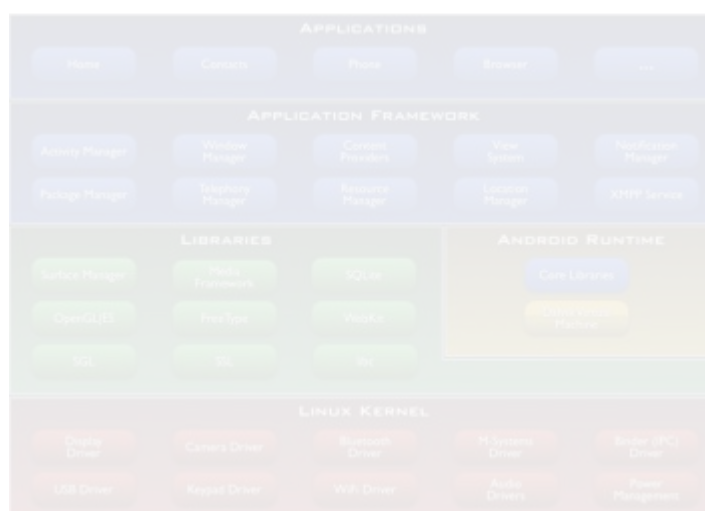 APPLICATIONS
Home Contacts Phone Browser ...
APPLICATION FRAMEWORK
Activity Manager Window Manager Content Providers View System Notification Manager
Package Manager Telephony Manager Resource Manager Location Manager XMPP Service
LIBRARIES
Surface Manager Media Framework SQLite
OpenGL|ES FreeType WebKit
SGL SSL libc
ANDROID RUNTIME
Core Libraries
Machine
LINUX KERNEL
Display Driver Camera Driver Bluetooth Driver M-Systems Driver Binder (IPC) Driver
USB Driver Keypad Driver WiFi Driver Audio Drivers Power Management